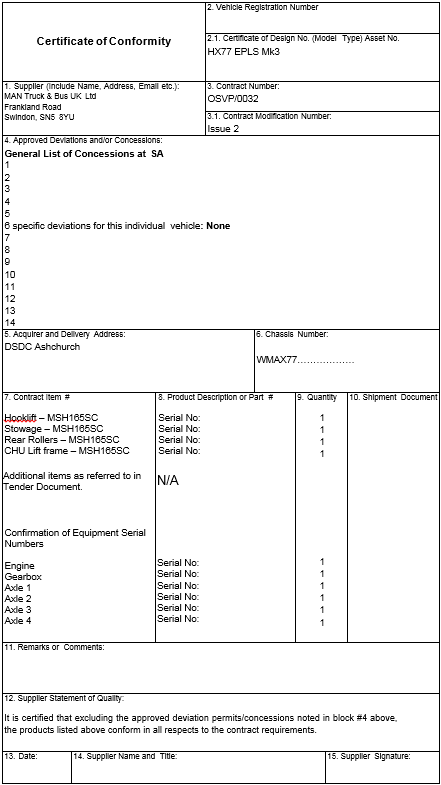 Certificate of Conformity
2. Vehicle Registration Number
2.1. Certificate of Design No. (Model Type) Asset No.
HX77 EPLS Mk3
1. Supplier (Include Name, Address, Email etc.):
MAN Truck & Bus UK Ltd
Frankland Road
Swindon, SN5 8YU
3. Contract Number:
OSVP/0032
3.1. Contract Modification Number:
Issue 2
4. Approved Deviations and/or Concessions:
General List of Concessions at SA
1
2
3
4
5
6 specific deviations for this individual vehicle: None
7
8
9
10
11
12
13
14
5. Acquirer and Delivery Address:
DSDC Ashchurch
6. Chassis Number:
WMAX77………………
7. Contract Item #
8. Product Description or Part #
9. Quantity
10. Shipment Document
Hooklift – MSH165SC Serial No: 1
Stowage – MSH165SC Serial No: 1
Rear Rollers – MSH165SC Serial No: 1
CHU Lift frame – MSH165SC Serial No: 1
Additional items as referred to in
Tender Document.
N/A
Confirmation of Equipment Serial
Numbers
Engine Serial No: 1
Gearbox Serial No: 1
Axle 1 Serial No: 1
Axle 2 Serial No: 1
Axle 3 Serial No: 1
Axle 4 Serial No: 1
11. Remarks or Comments:
12. Supplier Statement of Quality:
It is certified that excluding the approved deviation permits/concessions noted in block #4 above,
the products listed above conform in all respects to the contract requirements.
13. Date:
14. Supplier Name and Title:
15. Supplier Signature: